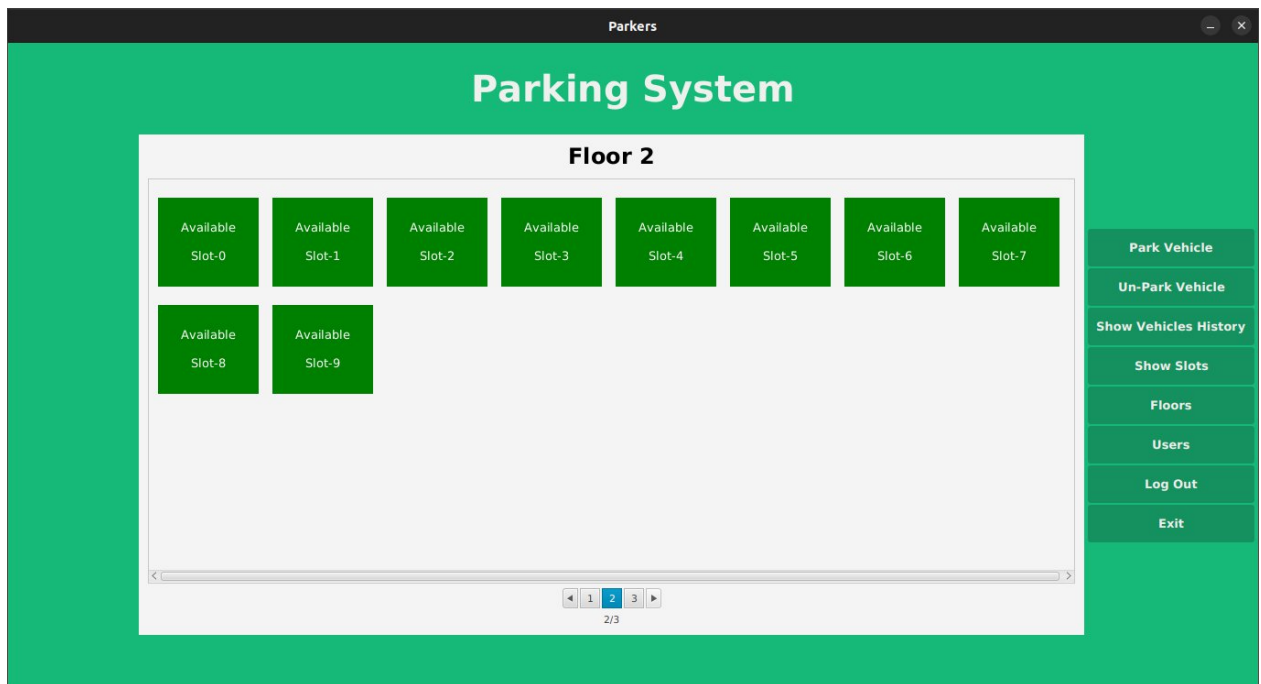 Parkers
Parking System
Floor 2
Available Available Available Available Available Available Available Available
Slot-0 Slot-1 Slot-2 Slot-3 Slot-4 Slot-5 Slot-6 Slot-7
Available Available
Slot-8 Slot-9
1 2 3
2/3
Park Vehicle
Un-Park Vehicle
Show Vehicles History
Show Slots
Floors
Users
Log Out
Exit